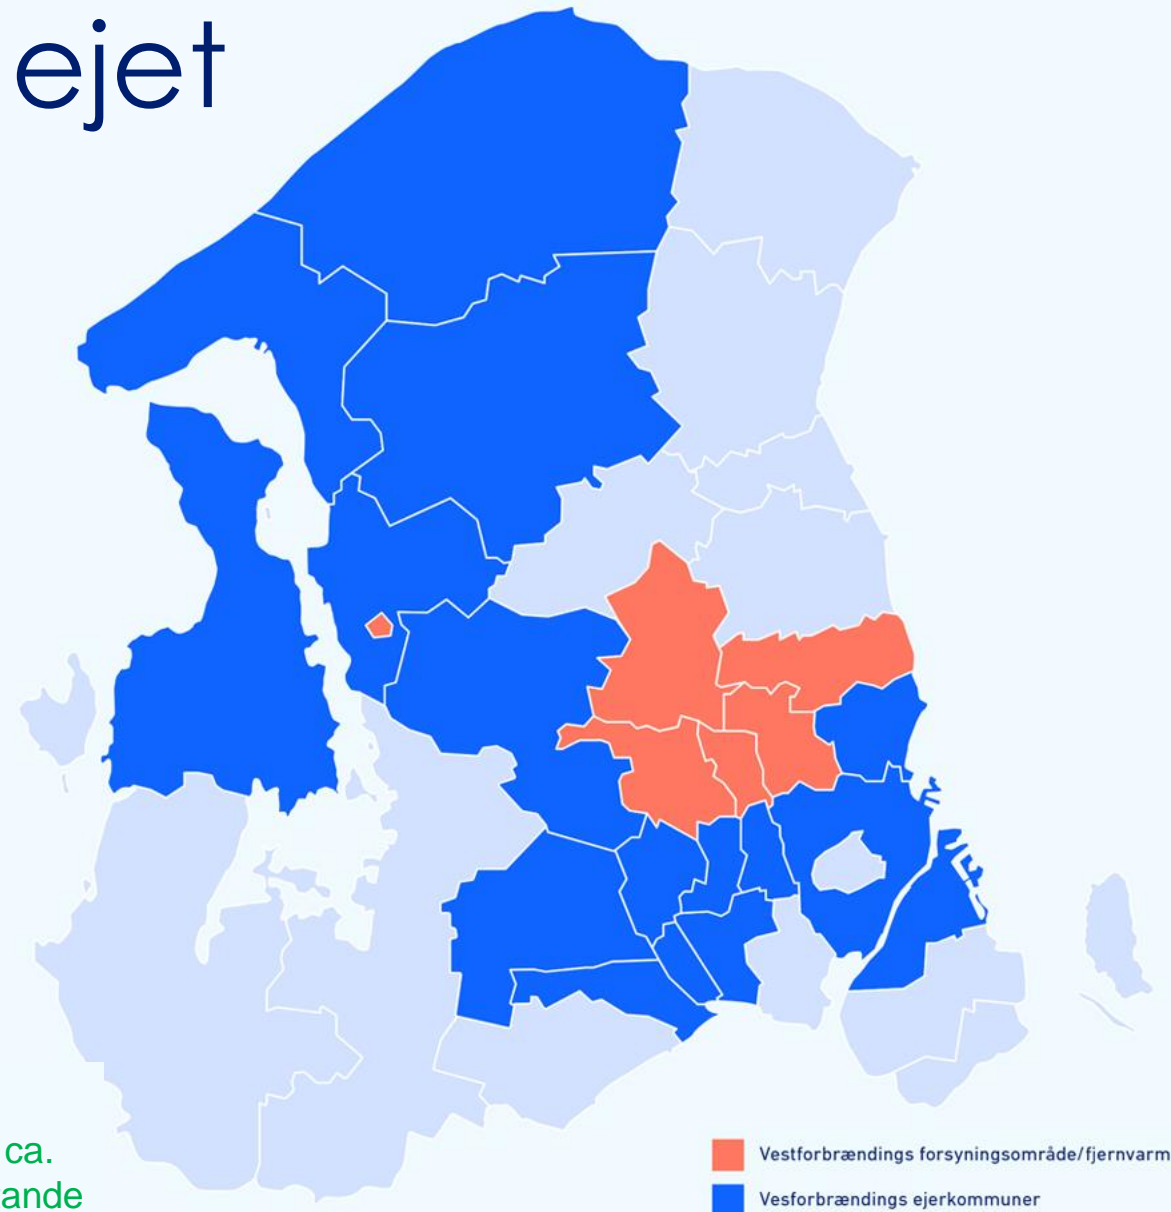 ejet
ca.
ande
Vestforbrændings forsyningsområde/fjernvarm
Vesforbrændings ejerkommuner